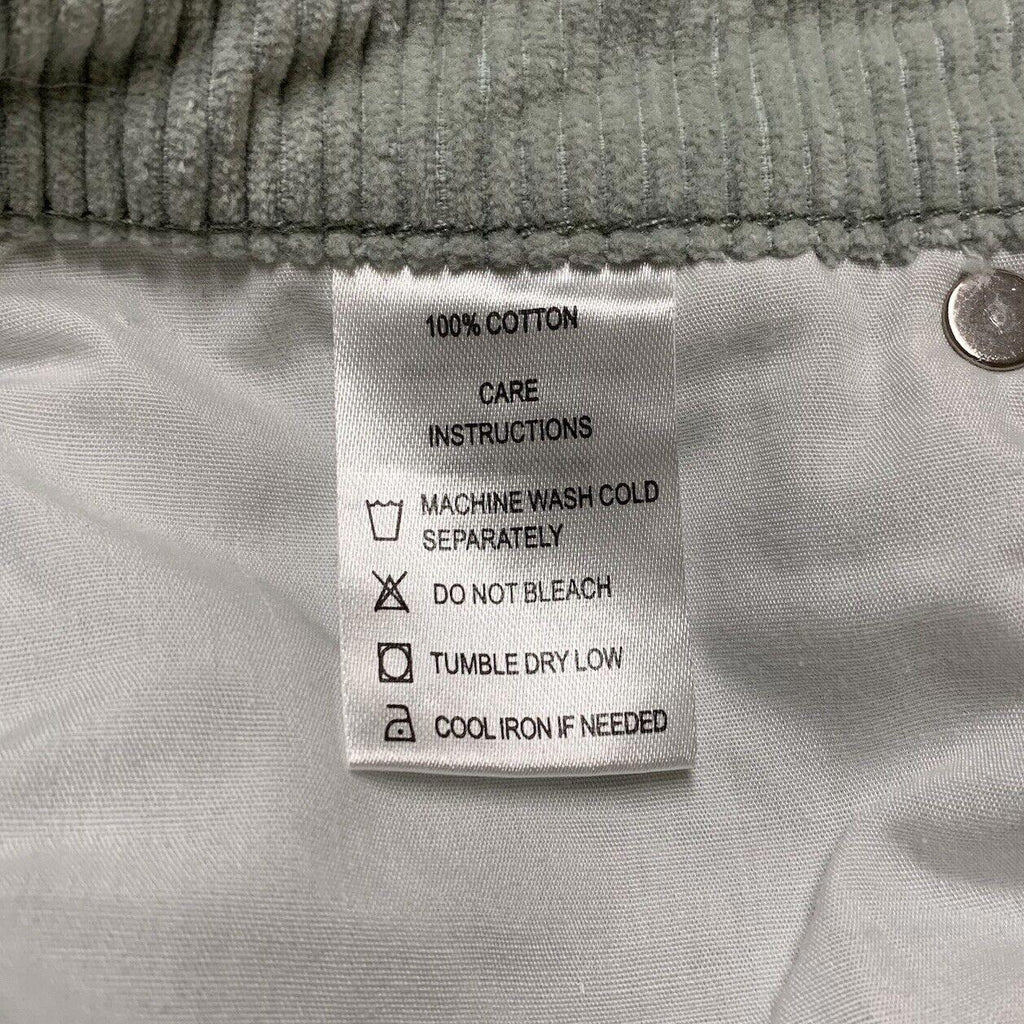 100% COTTON
CARE
INSTRUCTIONS
MACHINE WASH COLD
SEPARATELY
DO NOT BLEACH
TUMBLE DRY LOW
COOL IRON IF NEEDED